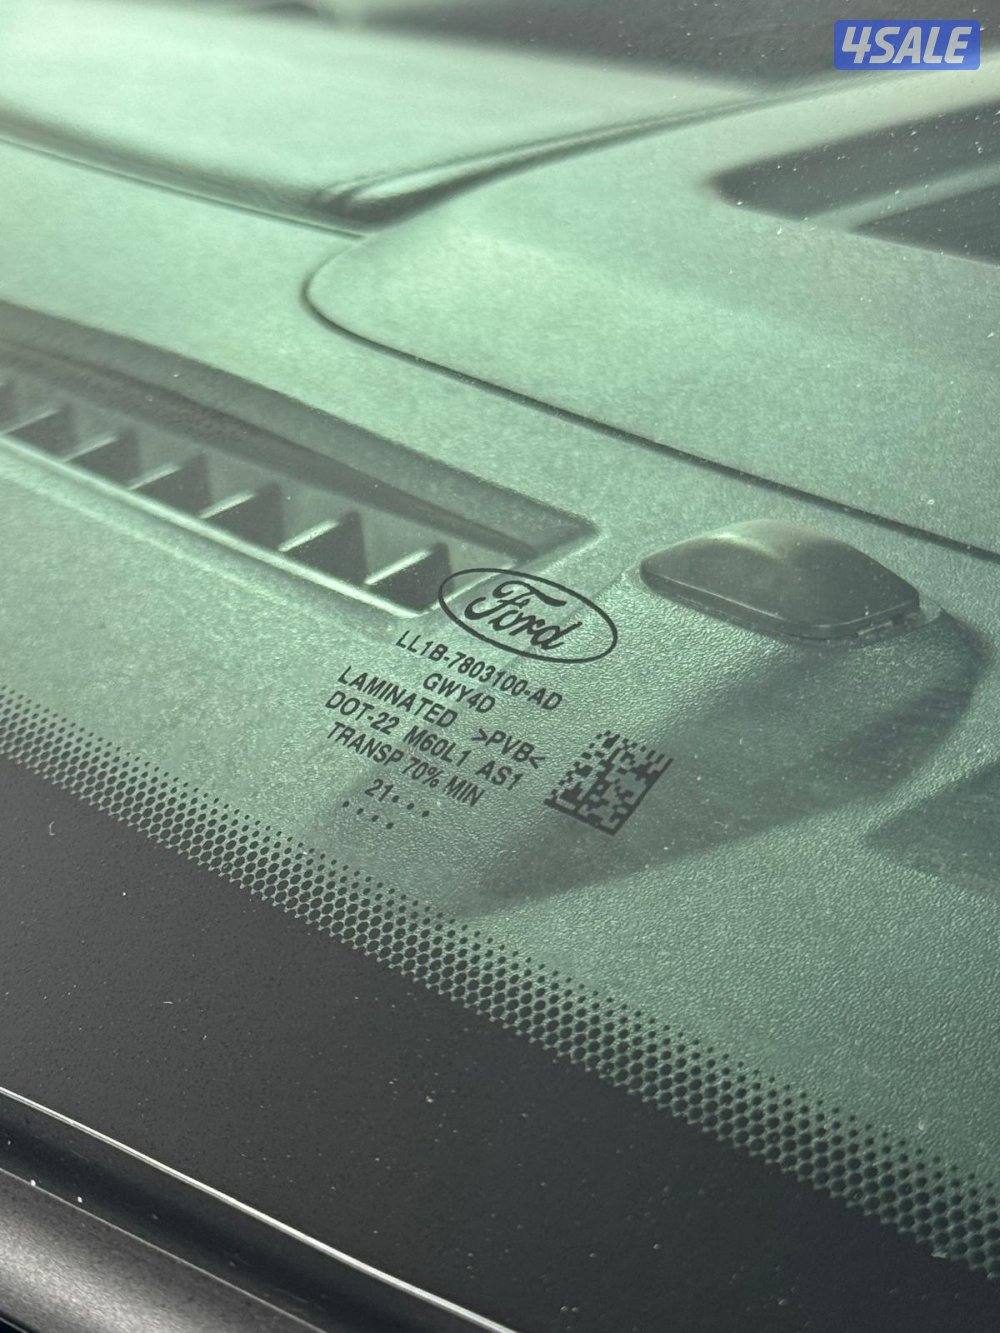 4SALE
Ford
LL1B-7803100-AD
GWY4D
LAMINATED >PVB<
DOT-22 M60L1 AS1
TRANSP 70% MIN
21